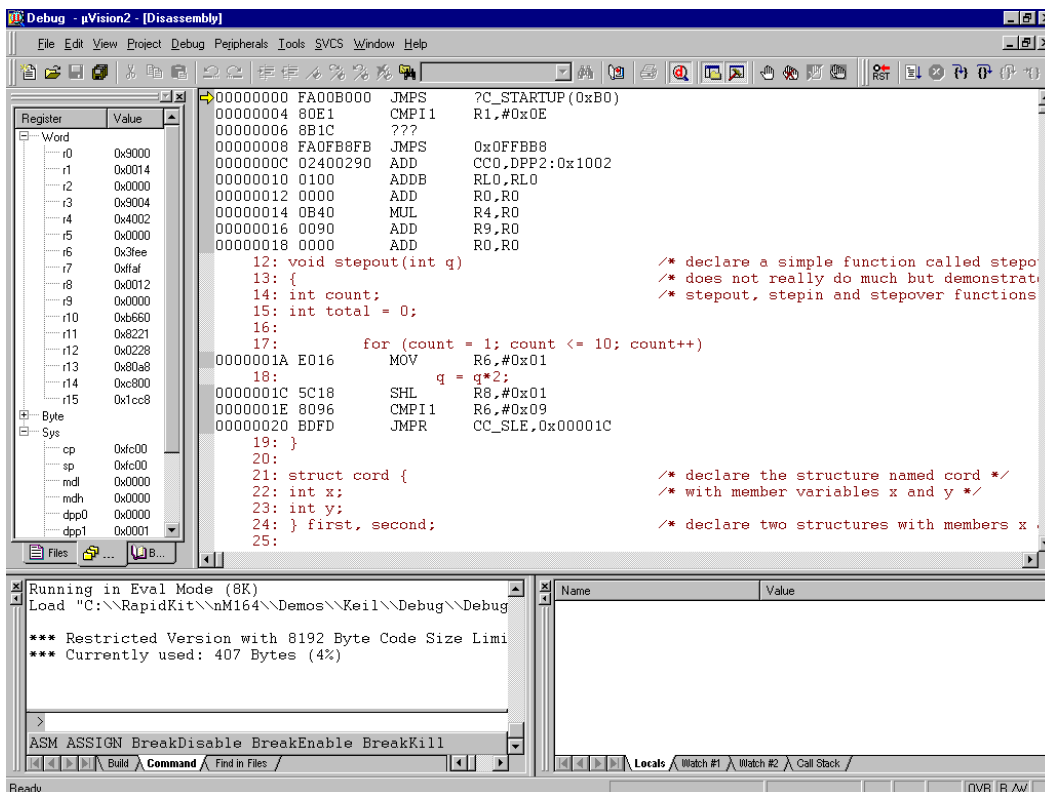 Debug - µVision2 - [Disassembly]
File Edit View Project Debug Peripherals Tools SVCS Window Help
RST
Register Value
Word
r0 0x9000
r1 0x0014
r2 0x0000
r3 0x9004
r4 0x4002
r5 0x0000
r6 0x3fee
r7 0xffaf
r8 0x0012
r9 0x0000
r10 0xb660
r11 0x8221
r12 0x0228
r13 0x80a8
r14 0xc800
r15 0x1cc8
Byte
Sys
cp 0xfc00
sp 0xfc00
mdl 0x0000
mdh 0x0000
dpp0 0x0000
dpp1 0x0001
Files ... B...
00000000 FA00B000 JMPS ?C_STARTUP(0xB0)
00000004 80E1 CMPI1 R1,#0x0E
00000006 8B1C ???
00000008 FA0FB8FB JMPS 0x0FFBB8
0000000C 02400290 ADD CC0,DPP2:0x1002
00000010 0100 ADDB RL0,RL0
00000012 0000 ADD R0,R0
00000014 0B40 MUL R4,R0
00000016 0090 ADD R9,R0
00000018 0000 ADD R0,R0
12: void stepout(int q) /* declare a simple function called stepo
13: { /* does not really do much but demonstrat
14: int count; /* stepout, stepin and stepover functions
15: int total = 0;
16:
17: for (count = 1; count <= 10; count++)
0000001A E016 MOV R6,#0x01
18: q = q*2;
0000001C 5C18 SHL R8,#0x01
0000001E 8096 CMPI1 R6,#0x09
00000020 BDFD JMPR CC_SLE,0x00001C
19: }
20:
21: struct cord { /* declare the structure named cord */
22: int x; /* with member variables x and y */
23: int y;
24: } first, second; /* declare two structures with members x
25:
Running in Eval Mode (8K)
Load "C:\\RapidKit\\nM164\\Demos\\Keil\\Debug\\Debug
*** Restricted Version with 8192 Byte Code Size Limi
*** Currently used: 407 Bytes (4%)
>
ASM ASSIGN BreakDisable BreakEnable BreakKill
Build Command Find in Files
Name Value
Locals Watch #1 Watch #2 Call Stack
Ready
OVR R /W